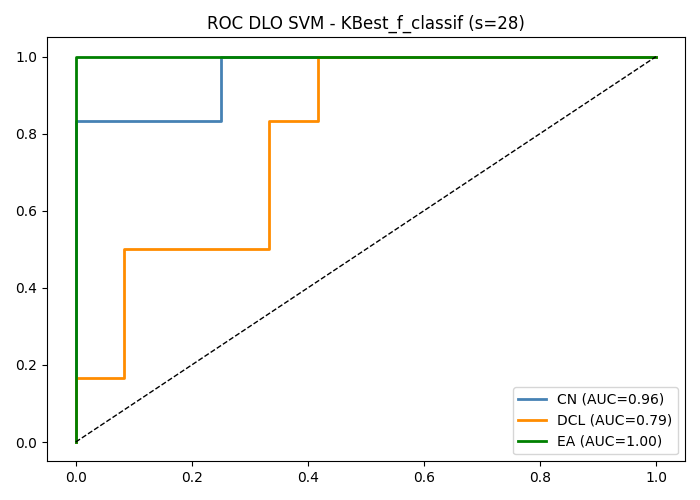 ROC DLO SVM - KBest_f_classif (s=28)
1.0
0.8
0.6
0.4
0.2
0.0
0.0 0.2 0.4 0.6 0.8 1.0
CN (AUC=0.96)
DCL (AUC=0.79)
EA (AUC=1.00)